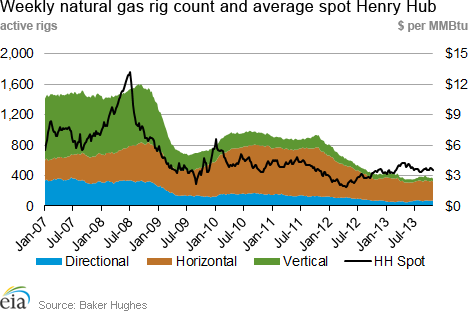 Weekly natural gas rig count and average spot Henry Hub
active rigs $ per MMBtu
2,000 $15
1,600 $12
1,200 $9
800 $6
400 $3
0 $0
Jan-07 Jul-07 Jan-08 Jul-08 Jan-09 Jul-09 Jan-10 Jul-10 Jan-11 Jul-11 Jan-12 Jul-12 Jan-13 Jul-13
Directional Horizontal Vertical HH Spot
eia Source: Baker Hughes